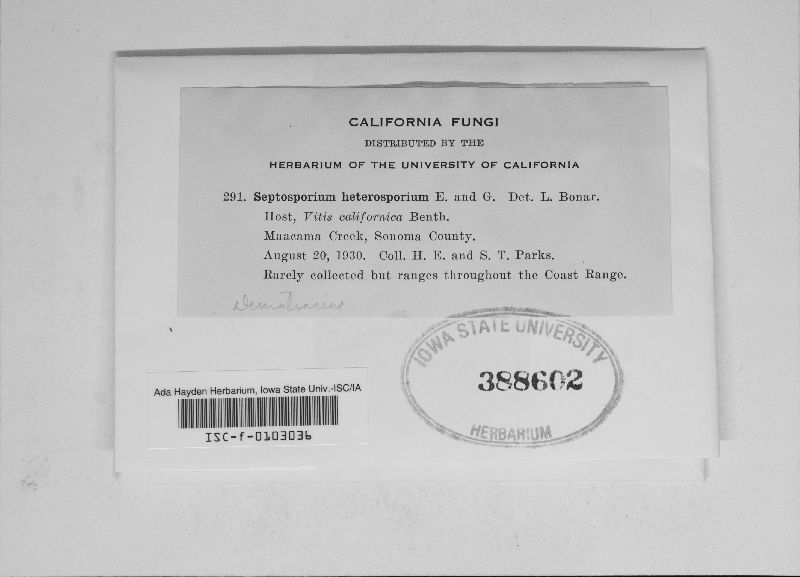 CALIFORNIA FUNGI
DISTRIBUTED BY THE
HERBARIUM OF THE UNIVERSITY OF CALIFORNIA
291. Septosporium heterosporium E. and G. Det. L. Bonar.
Host, Vitis californica Benth.
Maacama Creek, Sonoma County.
August 20, 1930. Coll. H. E. and S. T. Parks.
Rarely collected but ranges throughout the Coast Range.
Dematiaceae
IOWA STATE UNIVERSITY
388602
HERBARIUM
Ada Hayden Herbarium, Iowa State Univ.-ISC/IA
ISC-f-0103036